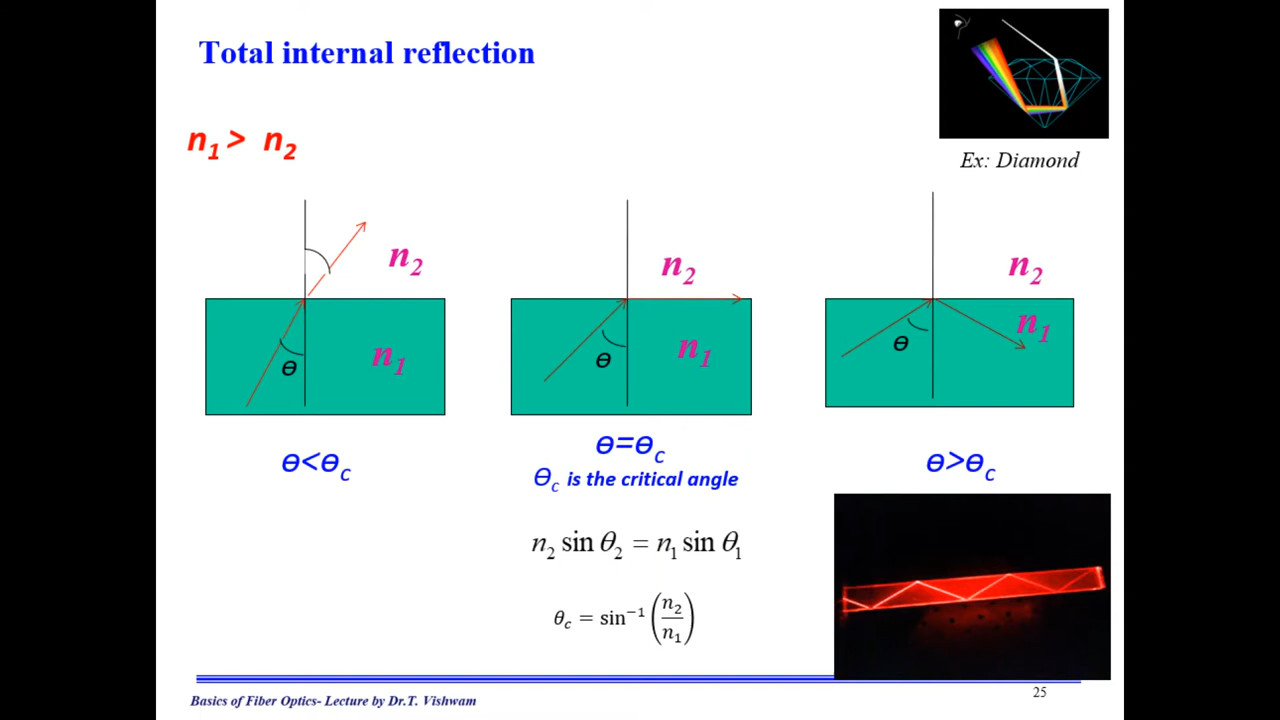 Total internal reflection
n₁ > n₂
Ex: Diamond
n₂
n₂
n₂
n₁
n₁
n₁
θ
θ
θ
θ<θc
θ=θc
θc is the critical angle
θ>θc
n₂ sin θ₂ = n₁ sin θ₁
θc = sin⁻¹ (n₂/n₁)
Basics of Fiber Optics- Lecture by Dr.T. Vishwam
25